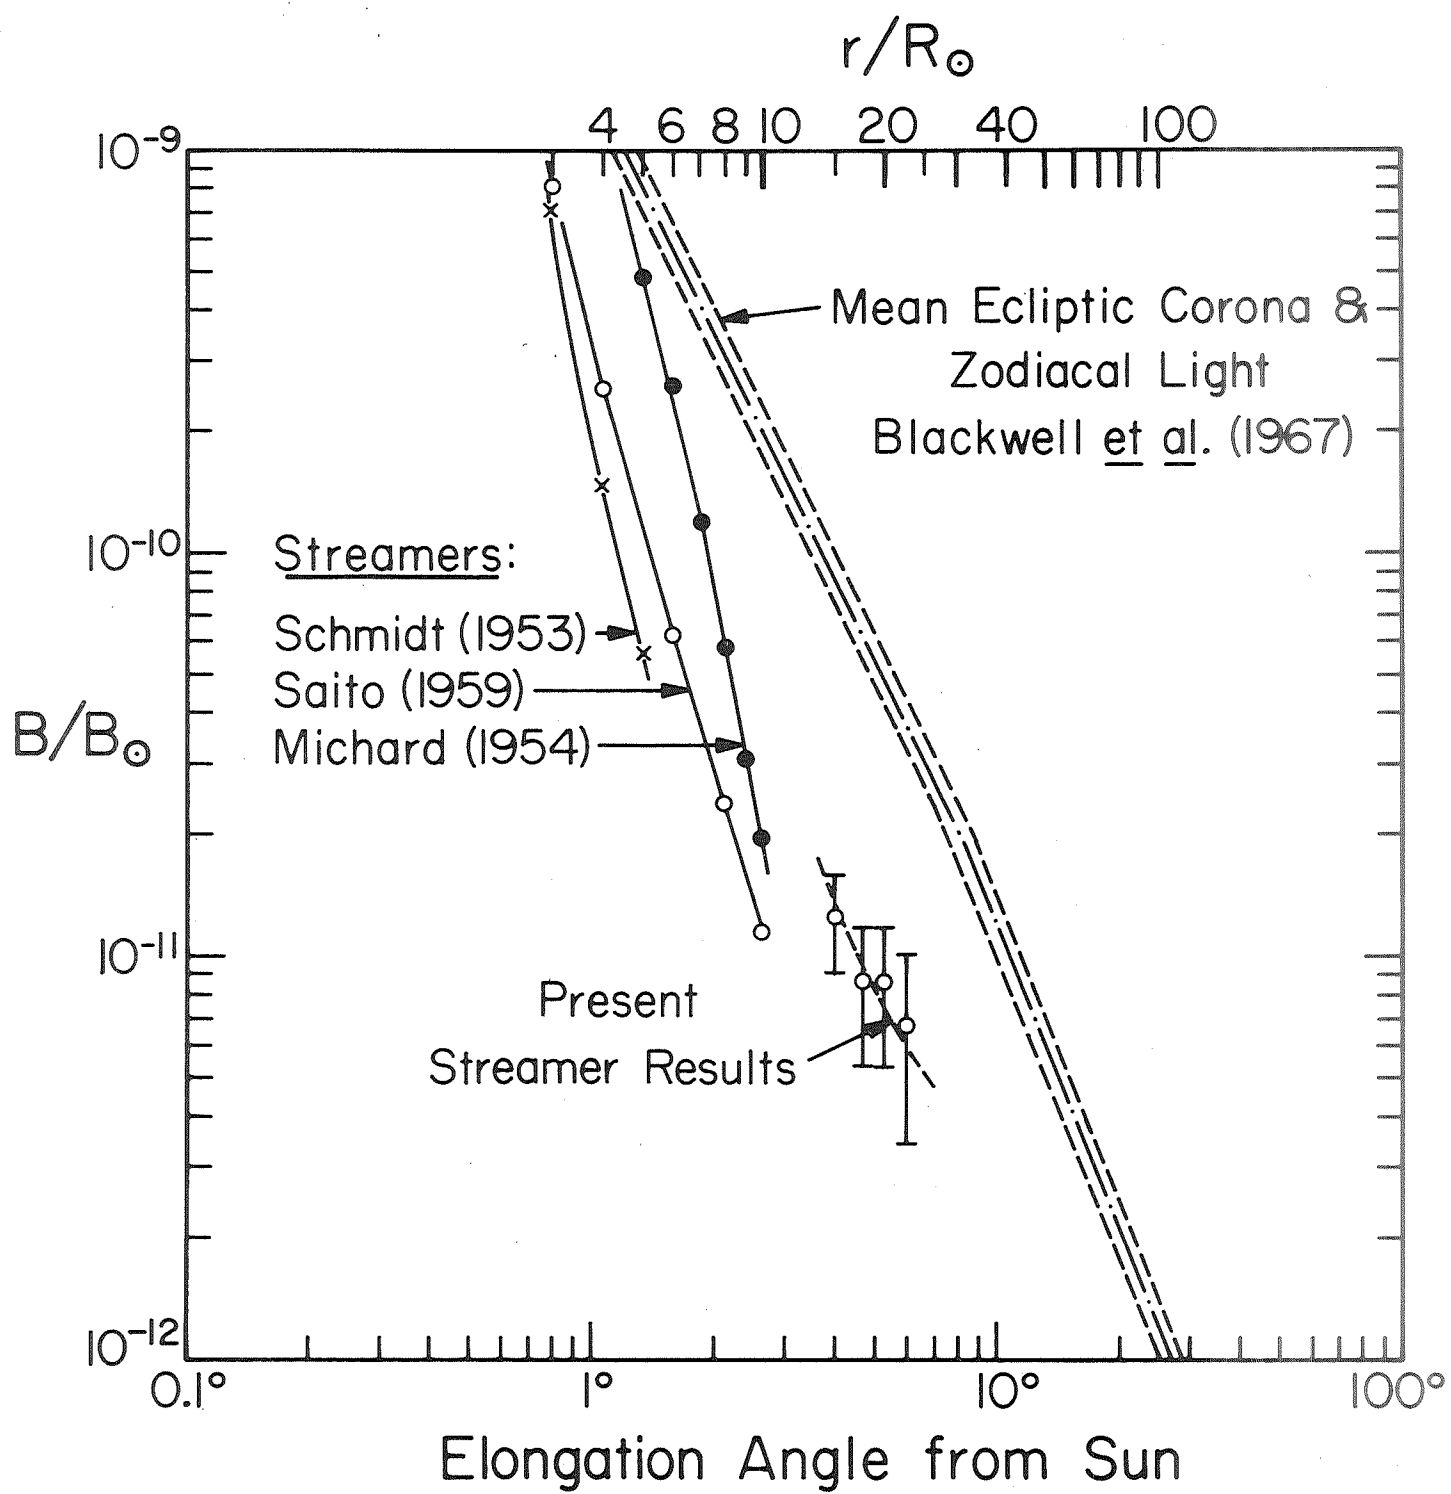 r/R⊙
4 6 8 10 20 40 100
10⁻⁹
Mean Ecliptic Corona &
Zodiacal Light
Blackwell et al. (1967)
10⁻¹⁰
Streamers:
Schmidt (1953)
Saito (1959)
Michard (1954)
B/B⊙
10⁻¹¹
Present
Streamer Results
10⁻¹²
0.1° 1° 10° 100°
Elongation Angle from Sun